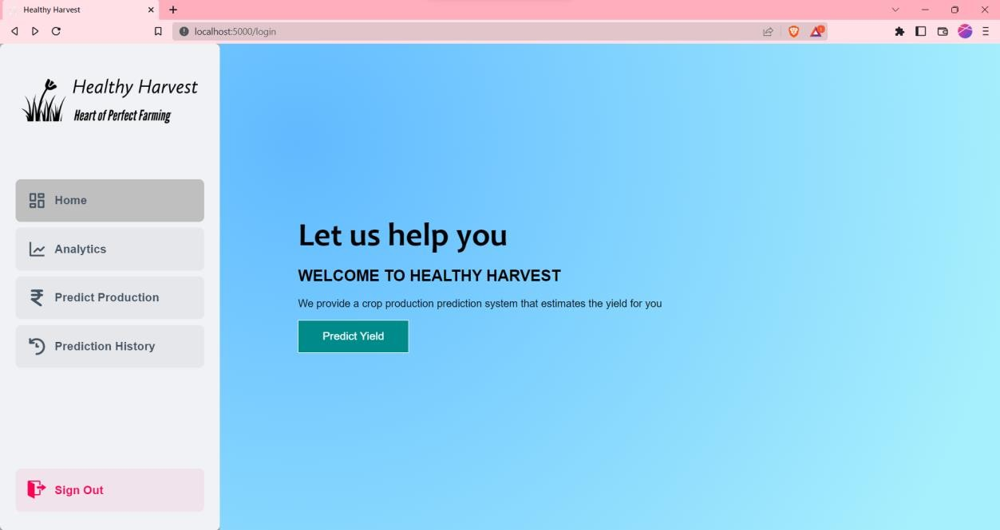 Healthy Harvest
localhost:5000/login
1
Healthy Harvest
Heart of Perfect Farming
Home
Analytics
Predict Production
Prediction History
Sign Out
Let us help you
WELCOME TO HEALTHY HARVEST
We provide a crop production prediction system that estimates the yield for you
Predict Yield